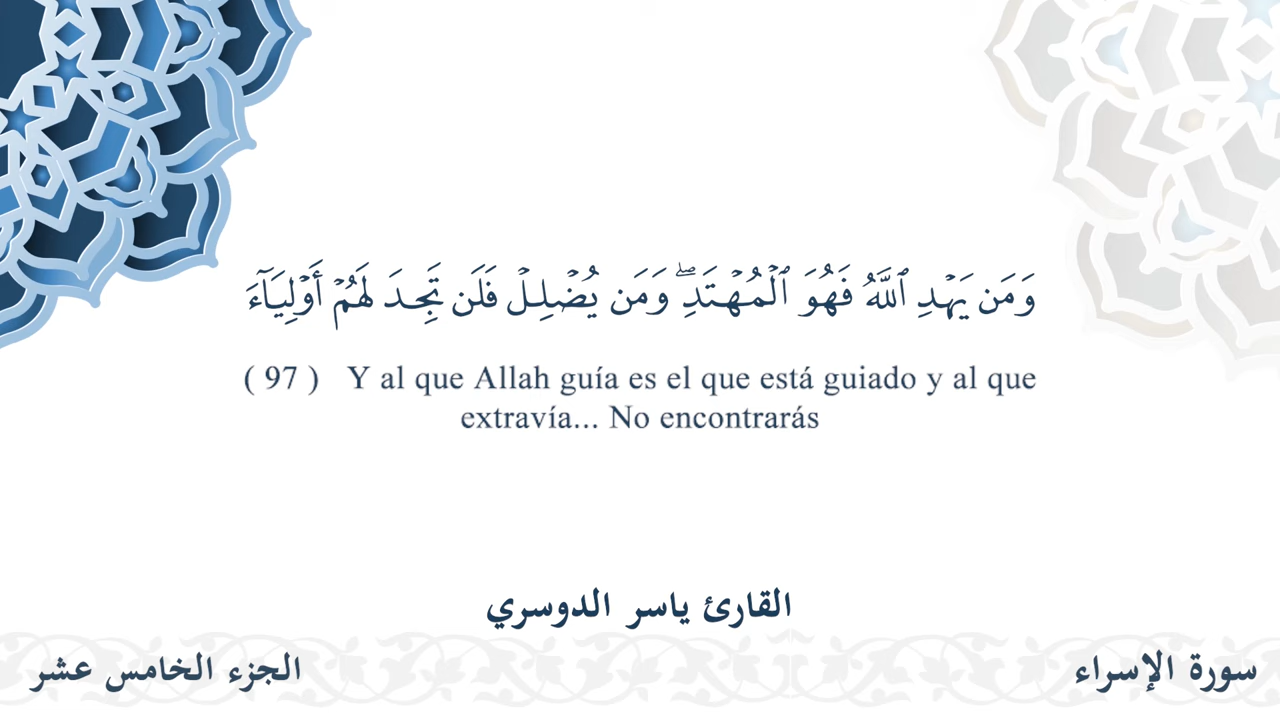 وَمَن يَهْدِ ٱللَّهُ فَهُوَ ٱلْمُهْتَدِ ۖ وَمَن يُضْلِلْ فَلَن تَجِدَ لَهُمْ أَوْلِيَآءَ
( 97 ) Y al que Allah guía es el que está guiado y al que
extravía... No encontrarás
القارئ ياسر الدوسري
سورة الإسراء
الجزء الخامس عشر